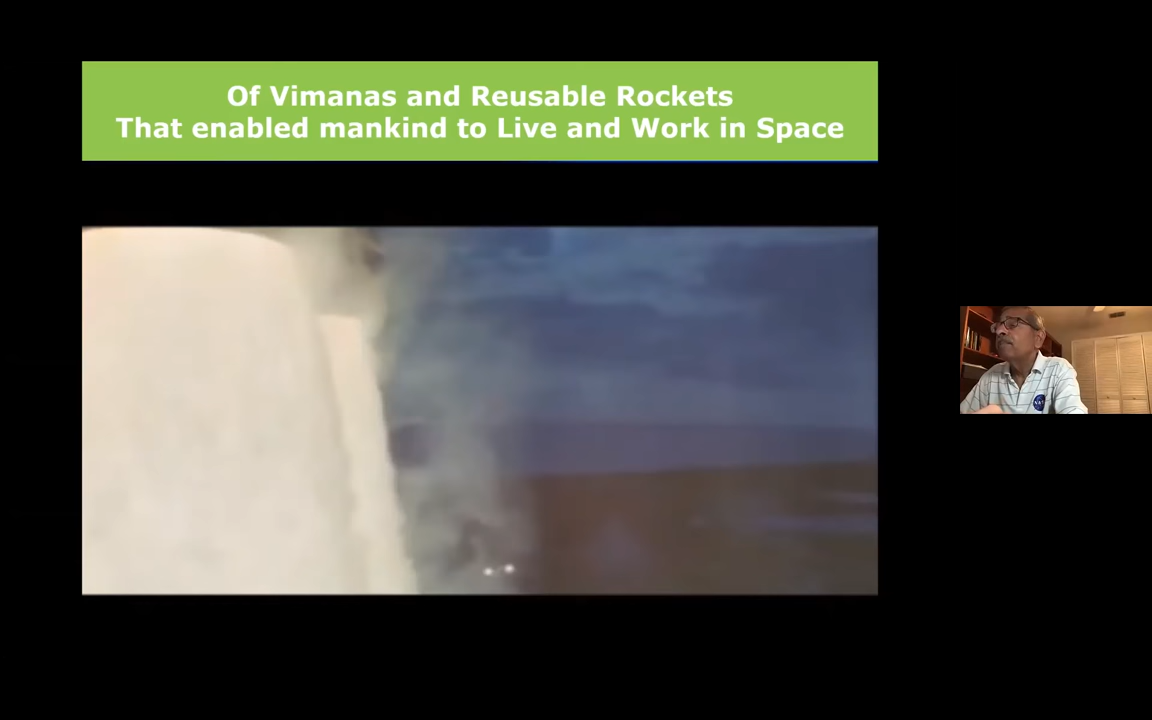 Of Vimanas and Reusable Rockets
That enabled mankind to Live and Work in Space